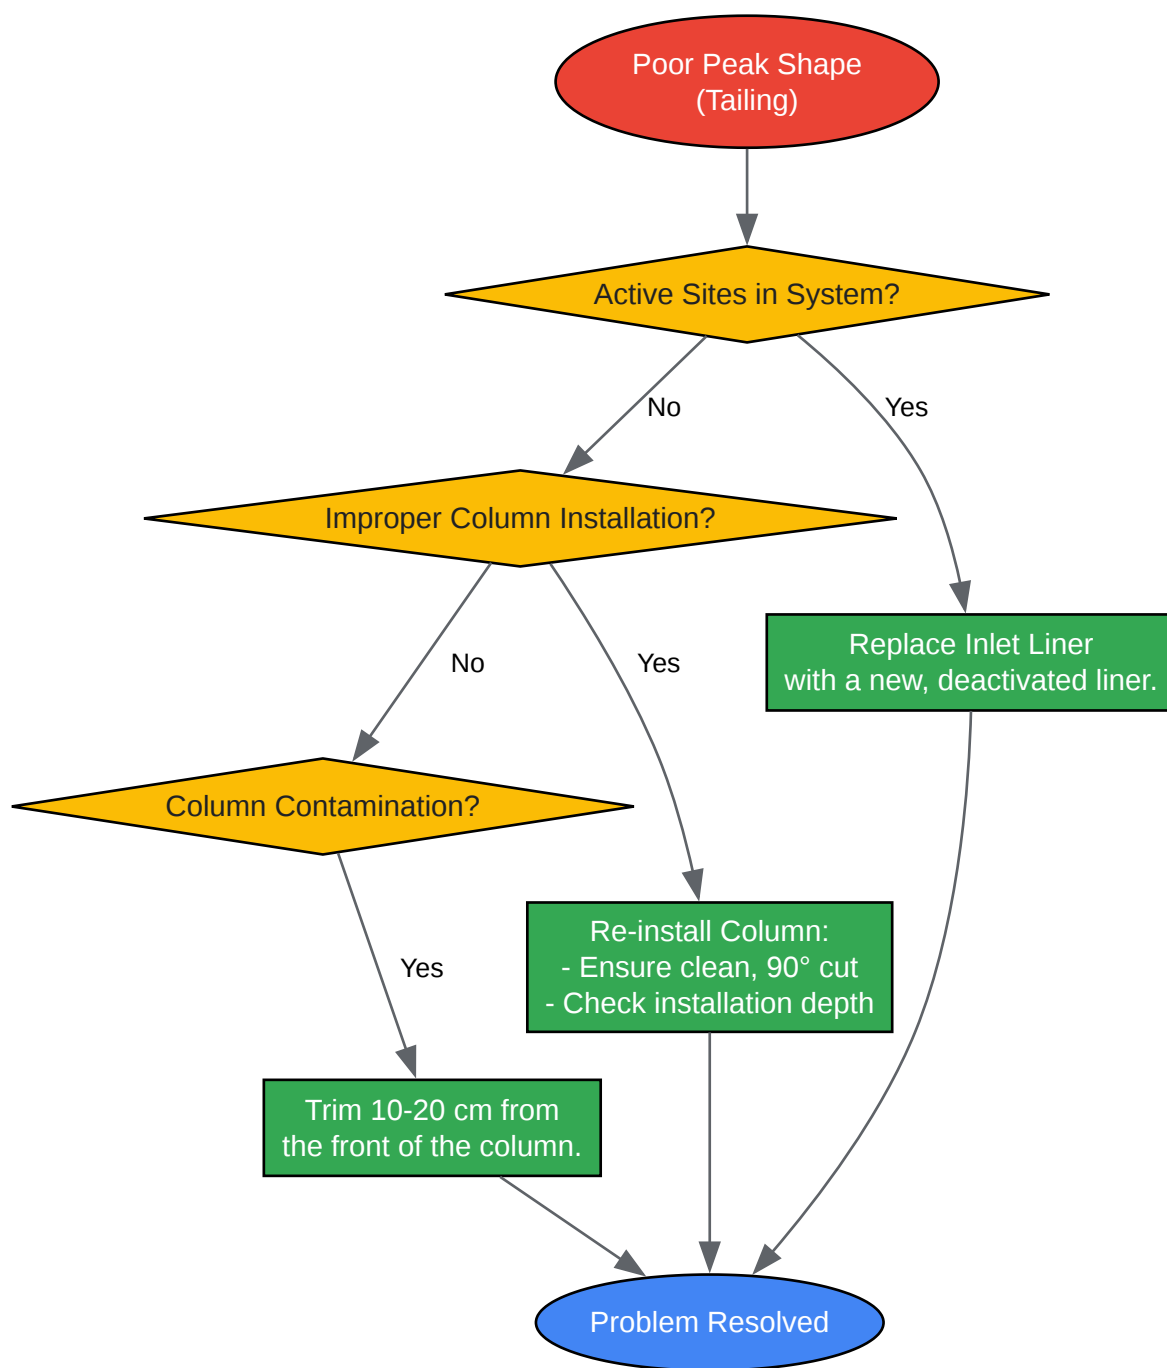 Poor Peak Shape
(Tailing)
Active Sites in System?
No
Yes
Improper Column Installation?
Replace Inlet Liner
with a new, deactivated liner.
No
Yes
Column Contamination?
Re-install Column:
- Ensure clean, 90° cut
- Check installation depth
Yes
Trim 10-20 cm from
the front of the column.
Problem Resolved